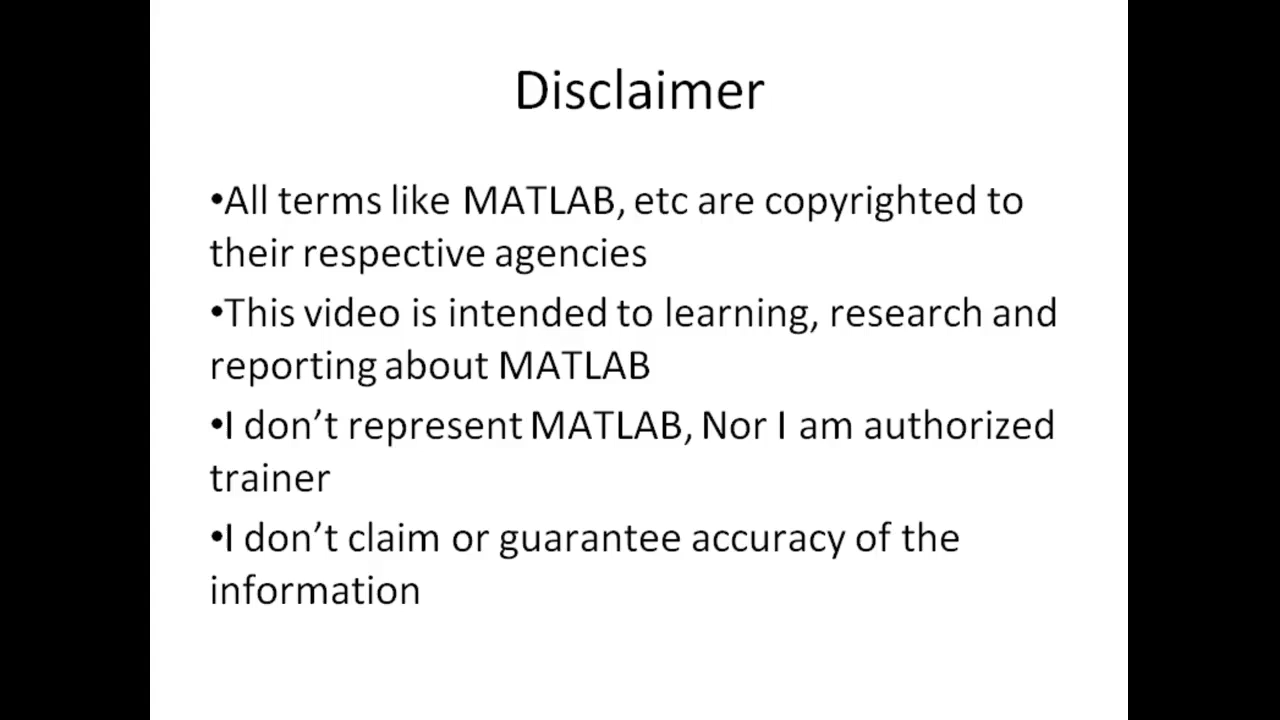 Disclaimer
•All terms like MATLAB, etc are copyrighted to
their respective agencies
•This video is intended to learning, research and
reporting about MATLAB
•I don’t represent MATLAB, Nor I am authorized
trainer
•I don’t claim or guarantee accuracy of the
information